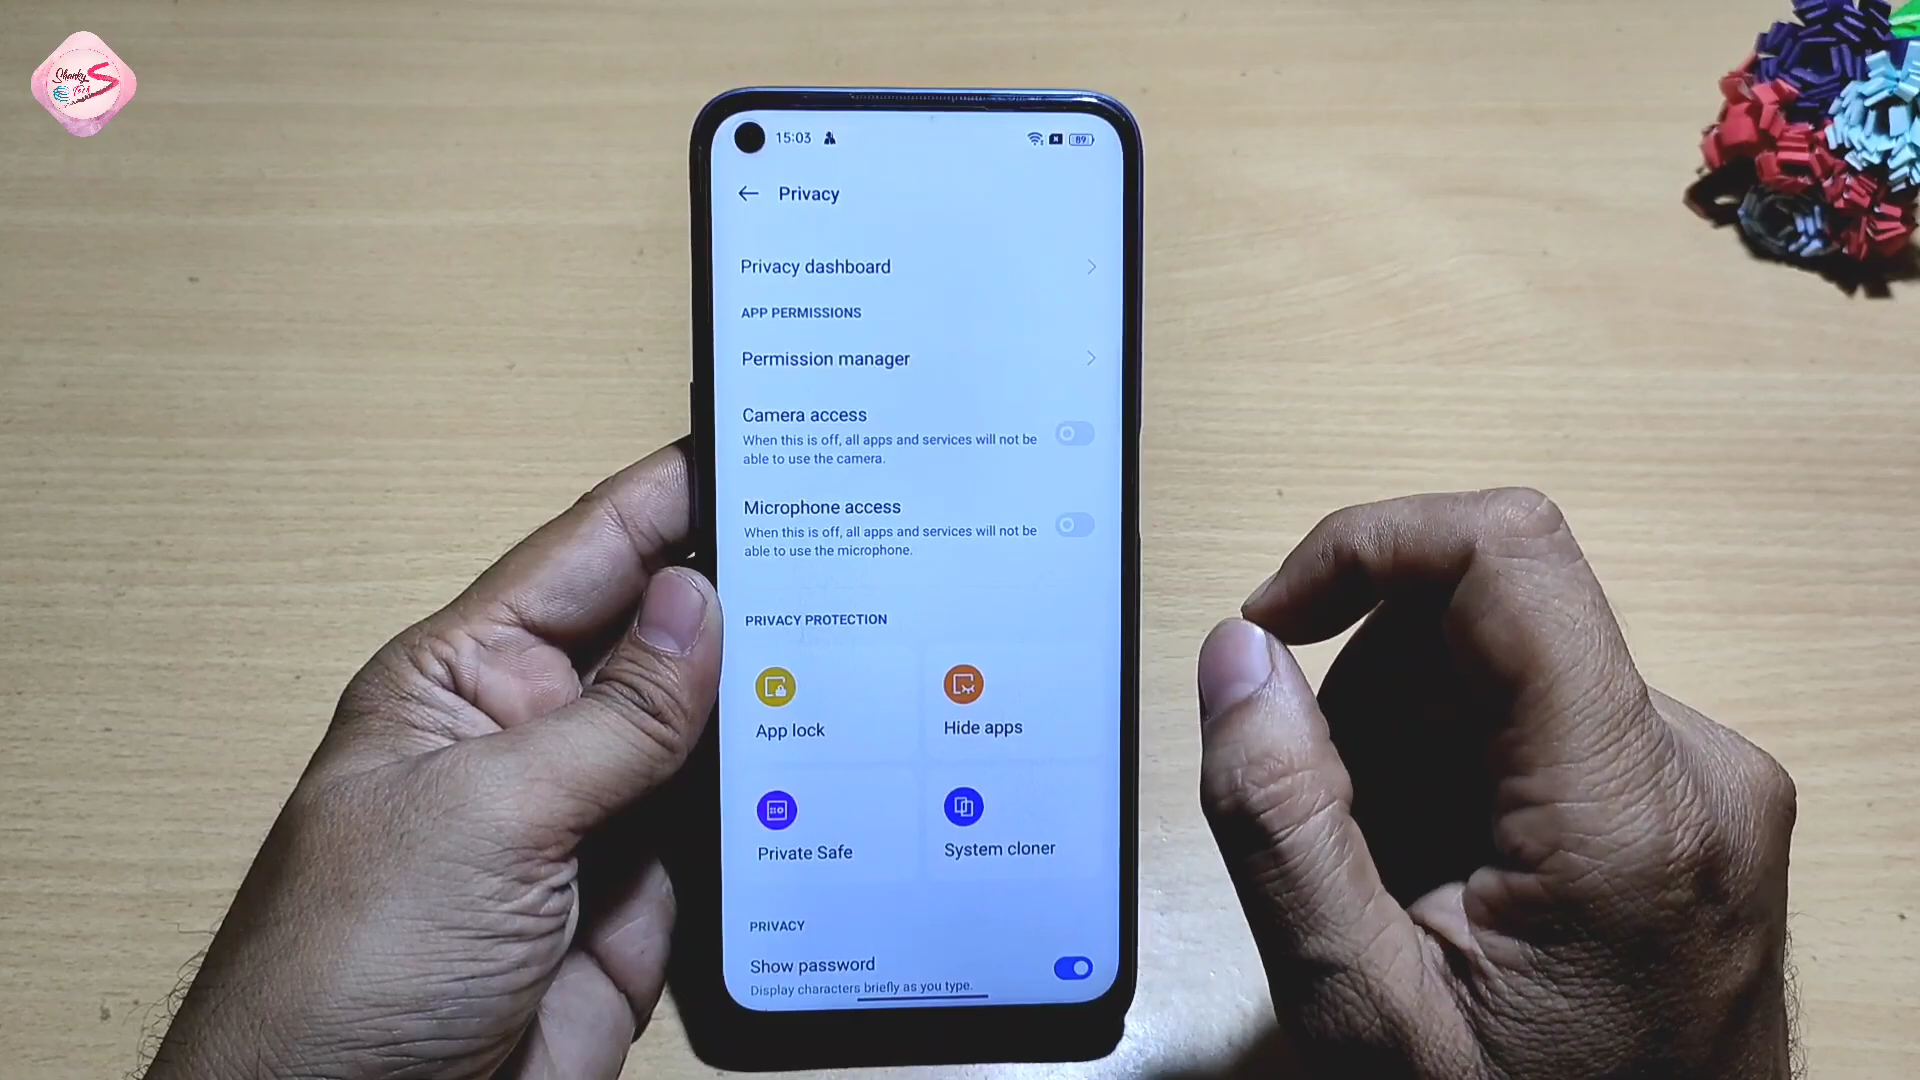 Shanky
Tech
15:03
89
Privacy
Privacy dashboard
APP PERMISSIONS
Permission manager
Camera access
When this is off, all apps and services will not be
able to use the camera.
Microphone access
When this is off, all apps and services will not be
able to use the microphone.
PRIVACY PROTECTION
App lock
Hide apps
Private Safe
System cloner
PRIVACY
Show password
Display characters briefly as you type.